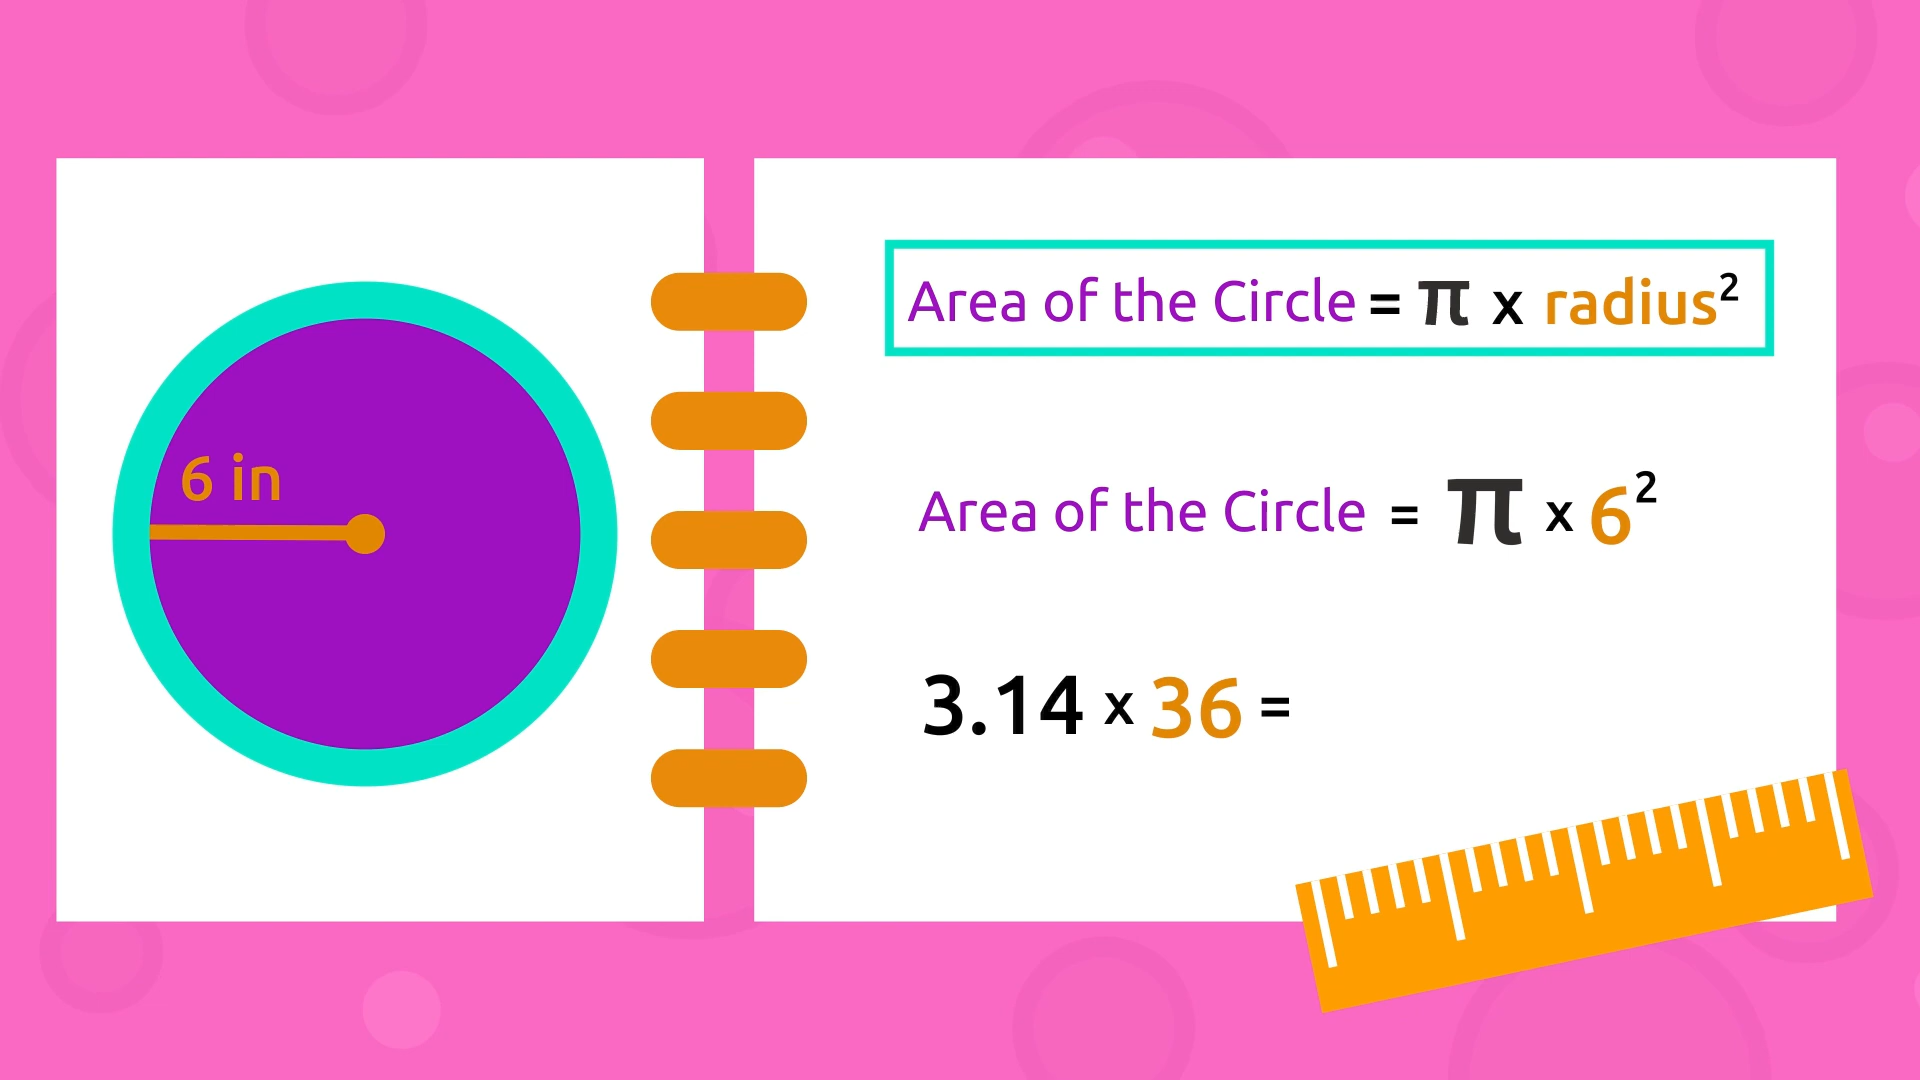 6 in
Area of the Circle = π x radius²
Area of the Circle = π x 6²
3.14 x 36 =